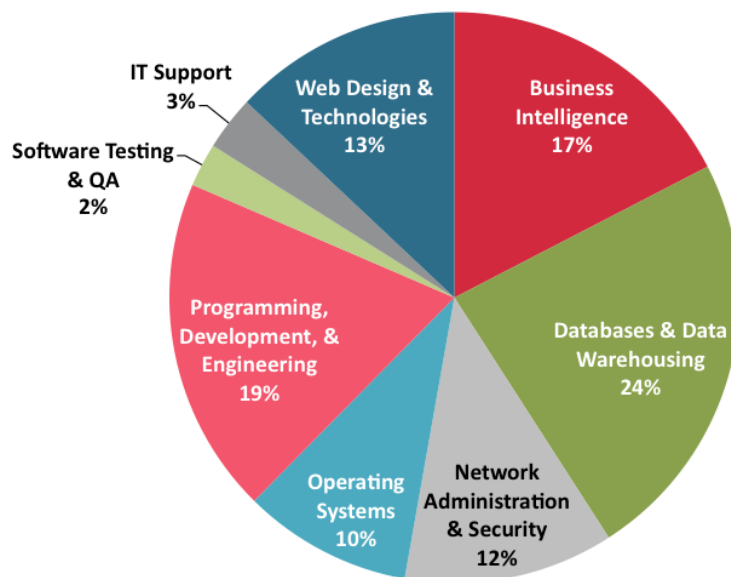 IT Support
3%
Software Testing
& QA
2%
Web Design &
Technologies
13%
Business
Intelligence
17%
Programming,
Development, &
Engineering
19%
Databases & Data
Warehousing
24%
Operating
Systems
10%
Network
Administration
& Security
12%